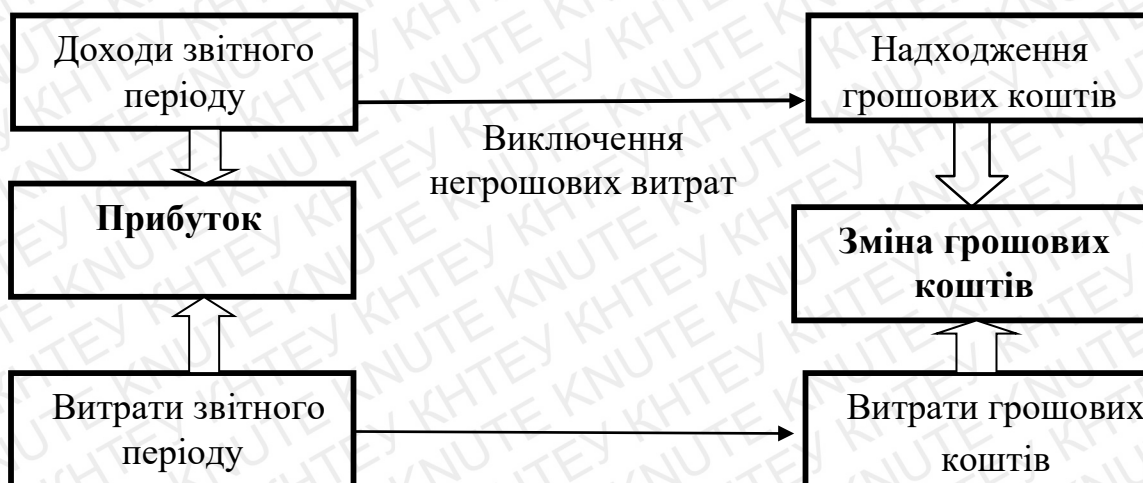 Доходи звітного
періоду
Надходження
грошових коштів
Виключення
негрошових витрат
Прибуток
Зміна грошових
коштів
Витрати звітного
періоду
Витрати грошових
коштів